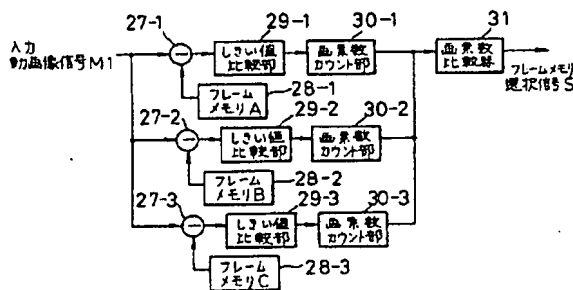 27-1
29-1
30-1
31
入力
動画像信号M1
しきい値
比較部
画素数
カウント部
画素数
比較器
フレームメモリ
選択信号S
フレーム
メモリA
28-1
27-2
29-2
30-2
しきい値
比較部
画素数
カウント部
フレーム
メモリB
28-2
27-3
29-3
30-3
しきい値
比較部
画素数
カウント部
フレーム
メモリC
28-3